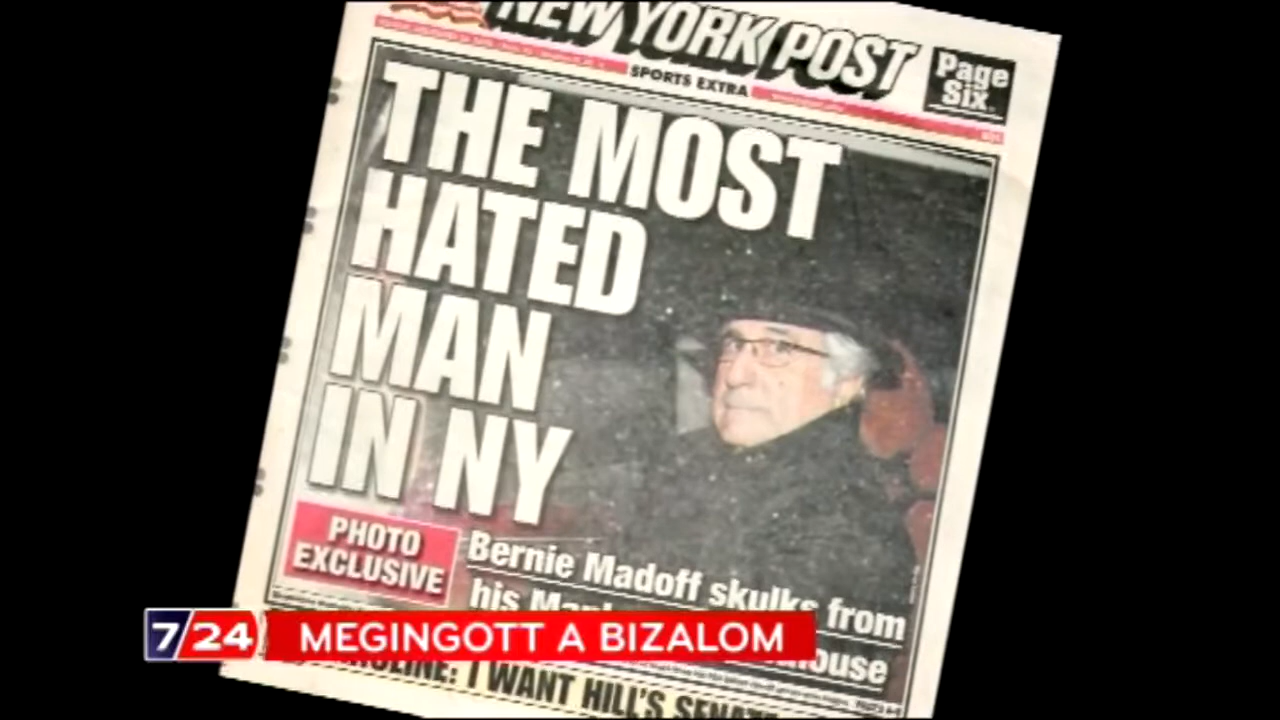 NEW YORK POST
SPORTS EXTRA
Page
Six
THE MOST
HATED
MAN
IN NY
PHOTO
EXCLUSIVE
Bernie Madoff skulks from
his
7/24 MEGINGOTT A BIZALOM
I WANT HILL'S